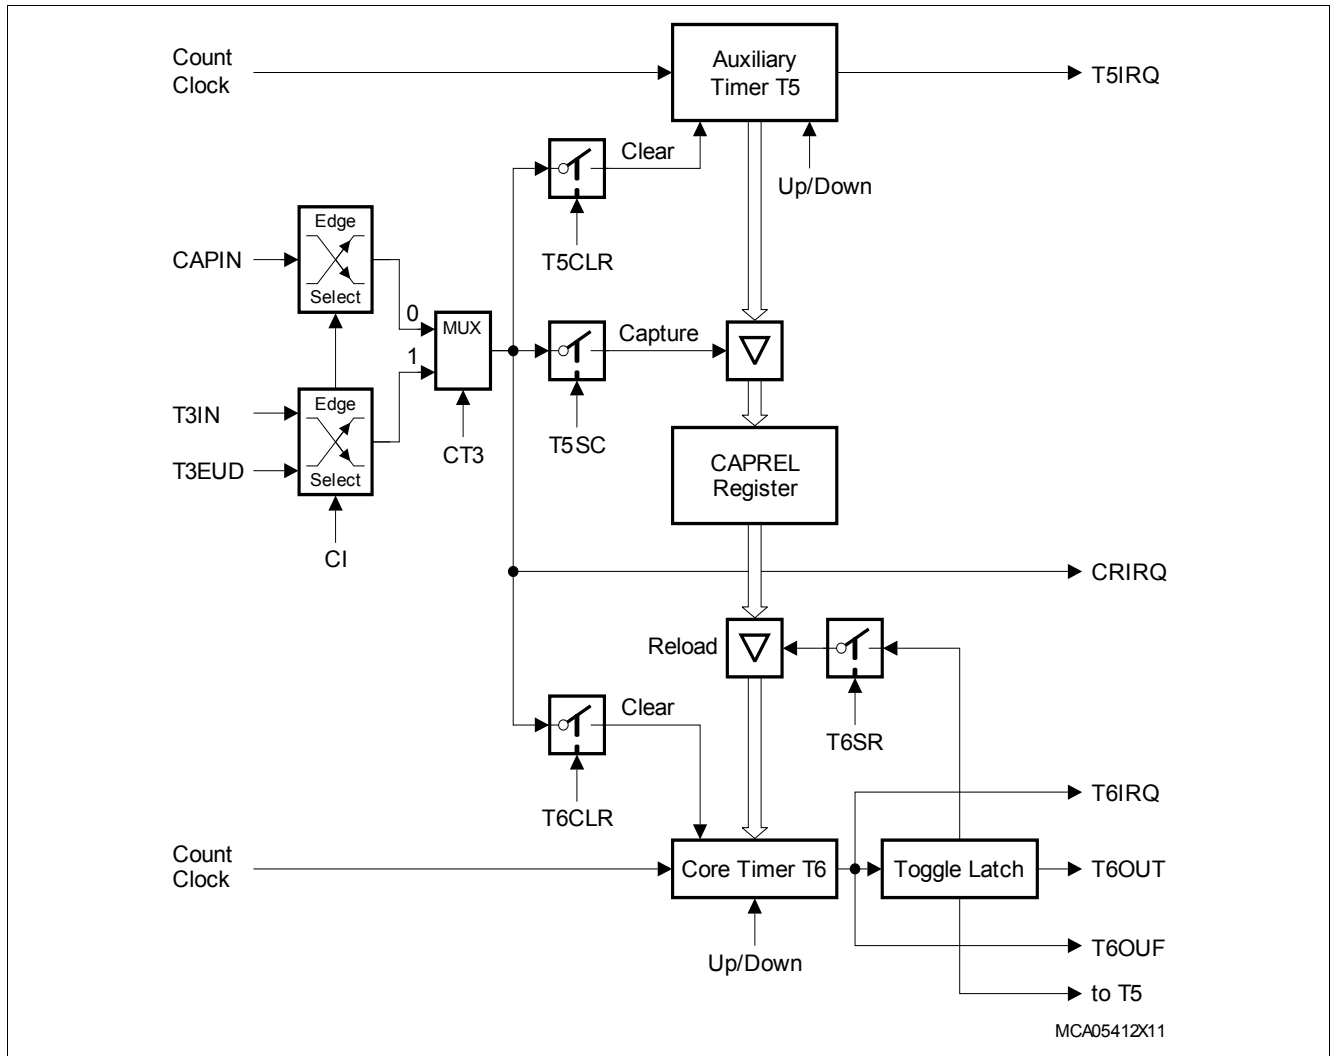 Count
Clock
Auxiliary
Timer T5
T5IRQ
Clear
Up/Down
T5CLR
Edge
Select
CAPIN
0
MUX
1
Capture
T3IN
T3EUD
Edge
Select
CT3
T5SC
CI
CAPREL
Register
CRIRQ
Reload
T6SR
Clear
T6CLR
T6IRQ
Count
Clock
Core Timer T6
Toggle Latch
T6OUT
Up/Down
T6OUF
to T5
MCA05412X11